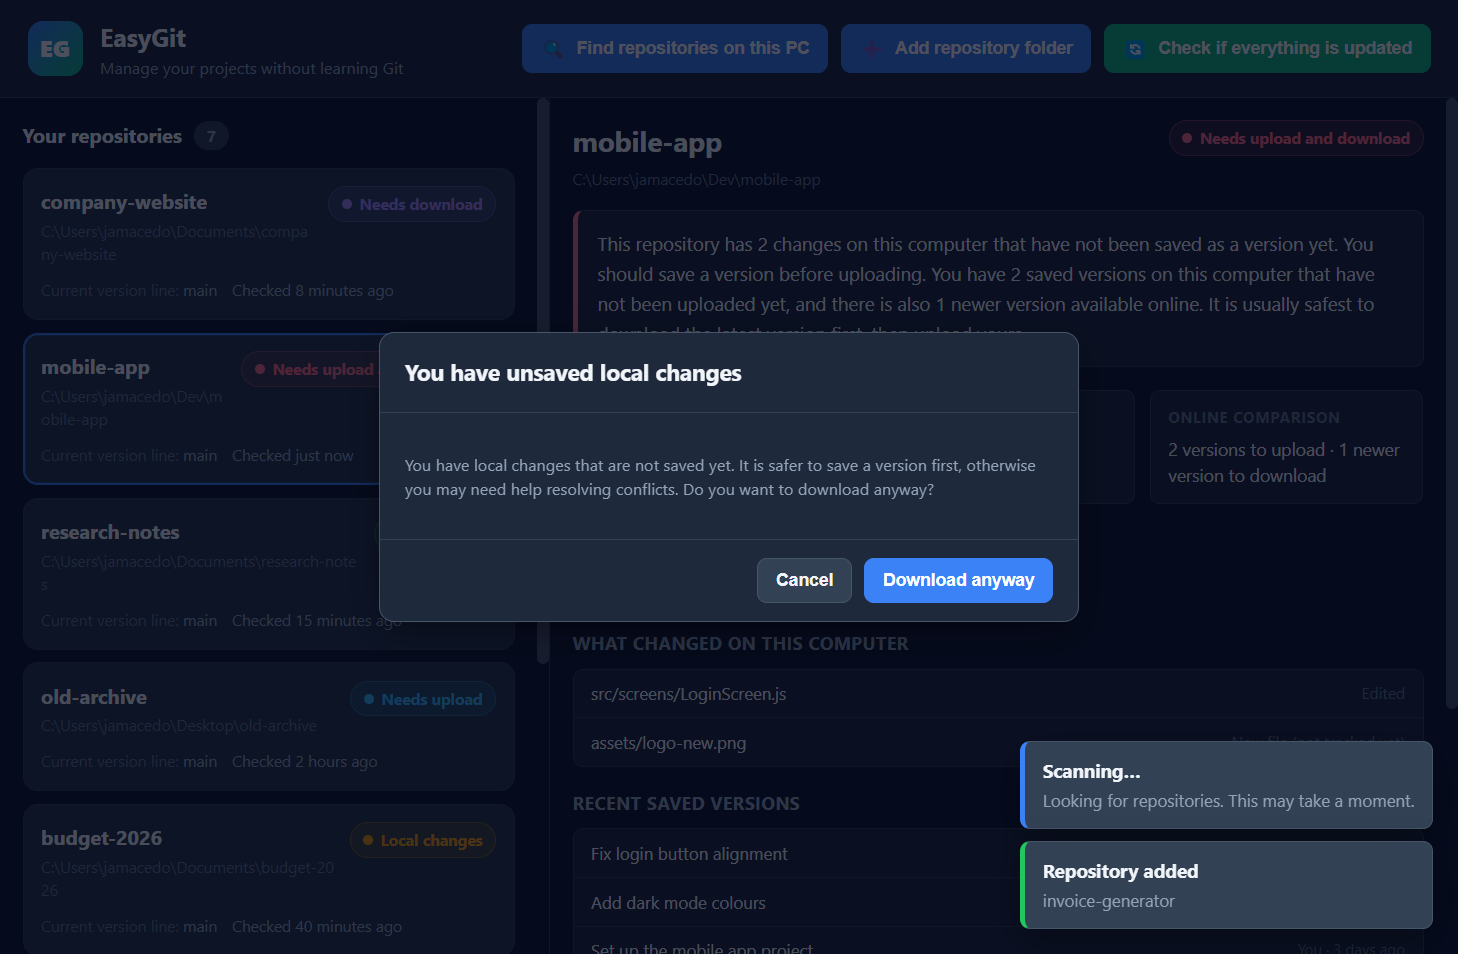 EG
EasyGit
Manage your projects without learning Git
Find repositories on this PC
Add repository folder
Check if everything is updated
Your repositories 7
company-website
Needs download
C:\Users\jamacedo\Documents\compa
ny-website
Current version line: main Checked 8 minutes ago
mobile-app
Needs upload
C:\Users\jamacedo\Dev\m
obile-app
Current version line: main Checked just now
research-notes
C:\Users\jamacedo\Documents\research-note
s
Current version line: main Checked 15 minutes ago
old-archive
Needs upload
C:\Users\jamacedo\Desktop\old-archive
Current version line: main Checked 2 hours ago
budget-2026
Local changes
C:\Users\jamacedo\Documents\budget-20
26
Current version line: main Checked 40 minutes ago
mobile-app
Needs upload and download
C:\Users\jamacedo\Dev\mobile-app
This repository has 2 changes on this computer that have not been saved as a version yet. You
should save a version before uploading. You have 2 saved versions on this computer that have
not been uploaded yet, and there is also 1 newer version available online. It is usually safest to
download the latest version first, then upload yours.
ONLINE COMPARISON
2 versions to upload · 1 newer
version to download
You have unsaved local changes
You have local changes that are not saved yet. It is safer to save a version first, otherwise
you may need help resolving conflicts. Do you want to download anyway?
Cancel
Download anyway
WHAT CHANGED ON THIS COMPUTER
src/screens/LoginScreen.js Edited
assets/logo-new.png
RECENT SAVED VERSIONS
Fix login button alignment
Add dark mode colours
Set up the mobile app project You · 3 days ago
Scanning...
Looking for repositories. This may take a moment.
Repository added
invoice-generator